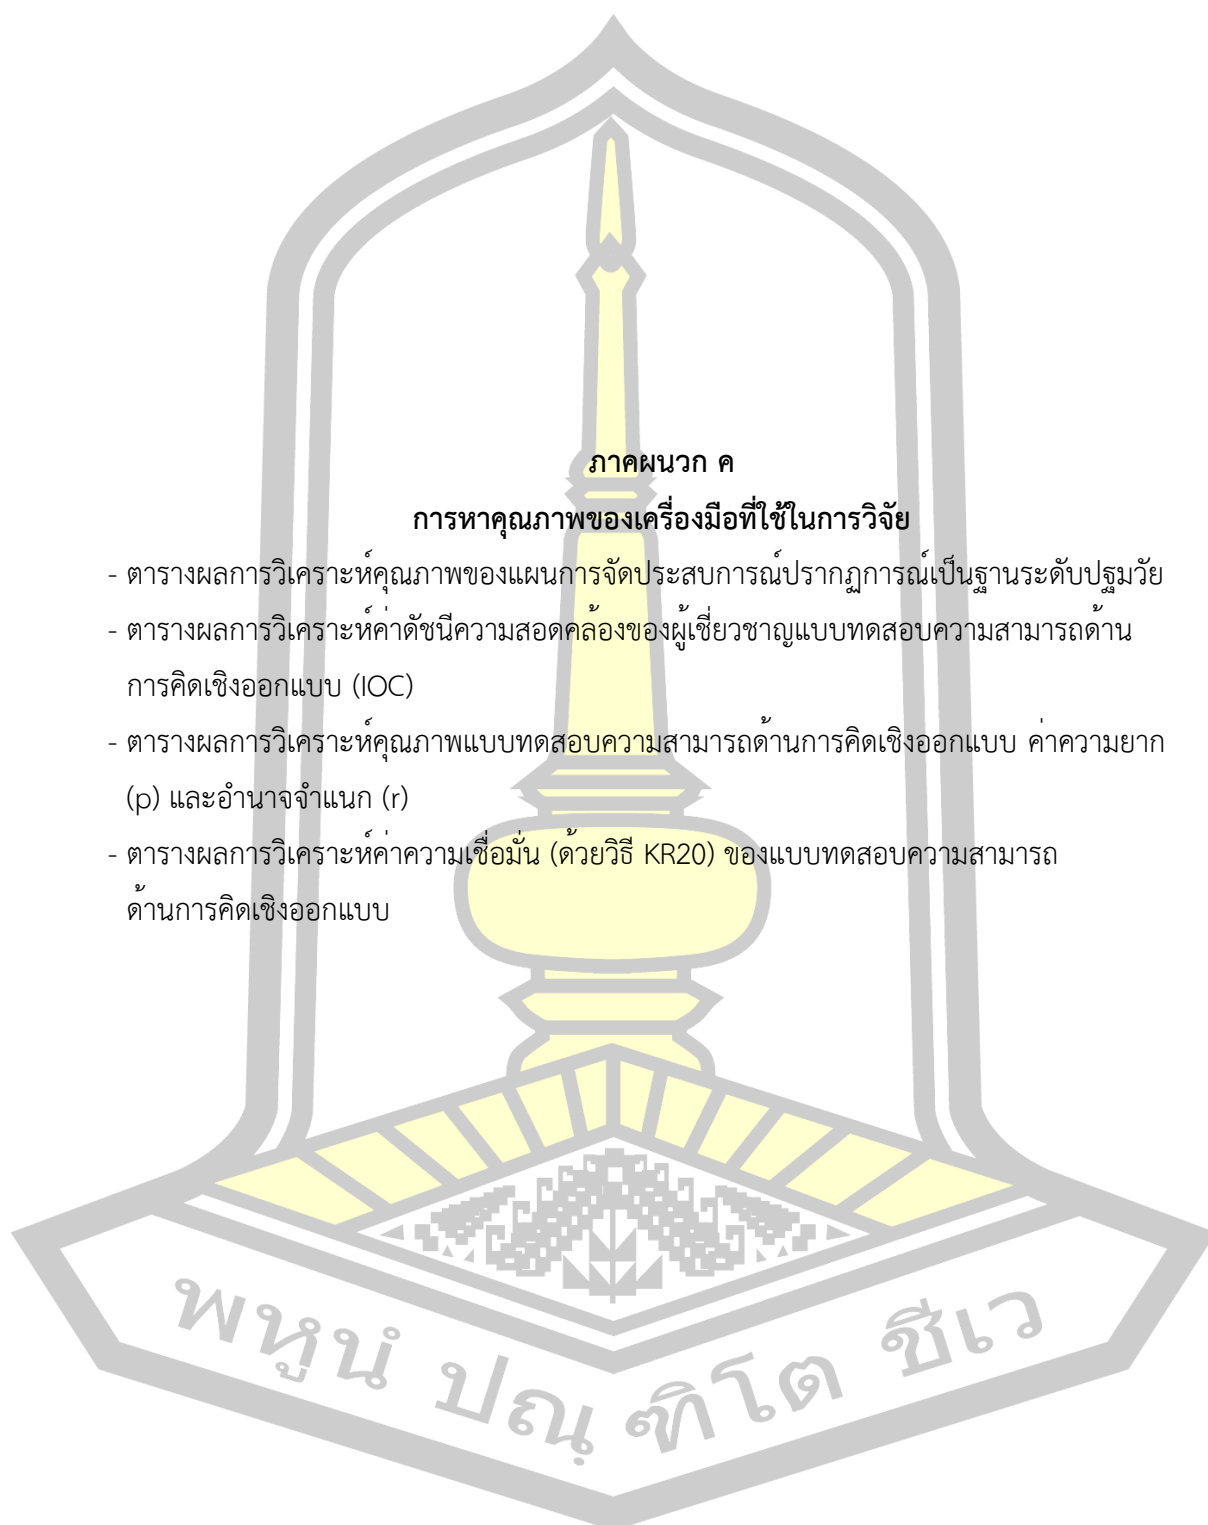 ภาคผนวก ค
การหาคุณภาพของเครื่องมือที่ใช้ในการวิจัย
- ตารางผลการวิเคราะห์คุณภาพของแผนการจัดประสบการณ์ปรากฏการณ์เป็นฐานระดับปฐมวัย
- ตารางผลการวิเคราะห์ค่าดัชนีความสอดคล้องของผู้เชี่ยวชาญแบบทดสอบความสามารถด้าน
การคิดเชิงออกแบบ (IOC)
- ตารางผลการวิเคราะห์คุณภาพแบบทดสอบความสามารถด้านการคิดเชิงออกแบบ ค่าความยาก
(p) และอำนาจจำแนก (r)
- ตารางผลการวิเคราะห์ค่าความเชื่อมั่น (ด้วยวิธี KR20) ของแบบทดสอบความสามารถ
ด้านการคิดเชิงออกแบบ
พหูนํ ปณฺ ฑิโต ชีเว